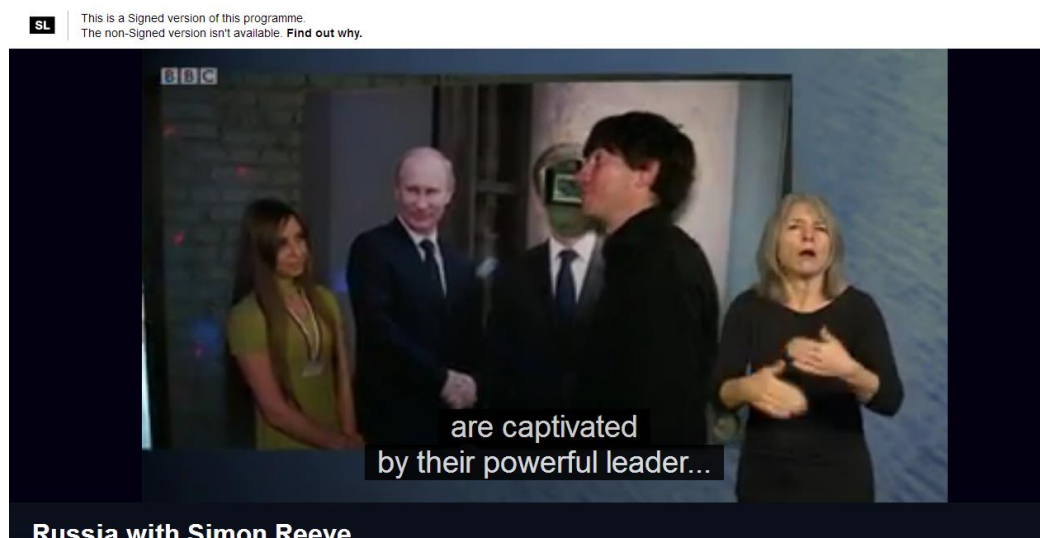 SL
This is a Signed version of this programme.
The non-Signed version isn't available. Find out why.
BBC
are captivated
by their powerful leader...
Russia with Simon Reeve